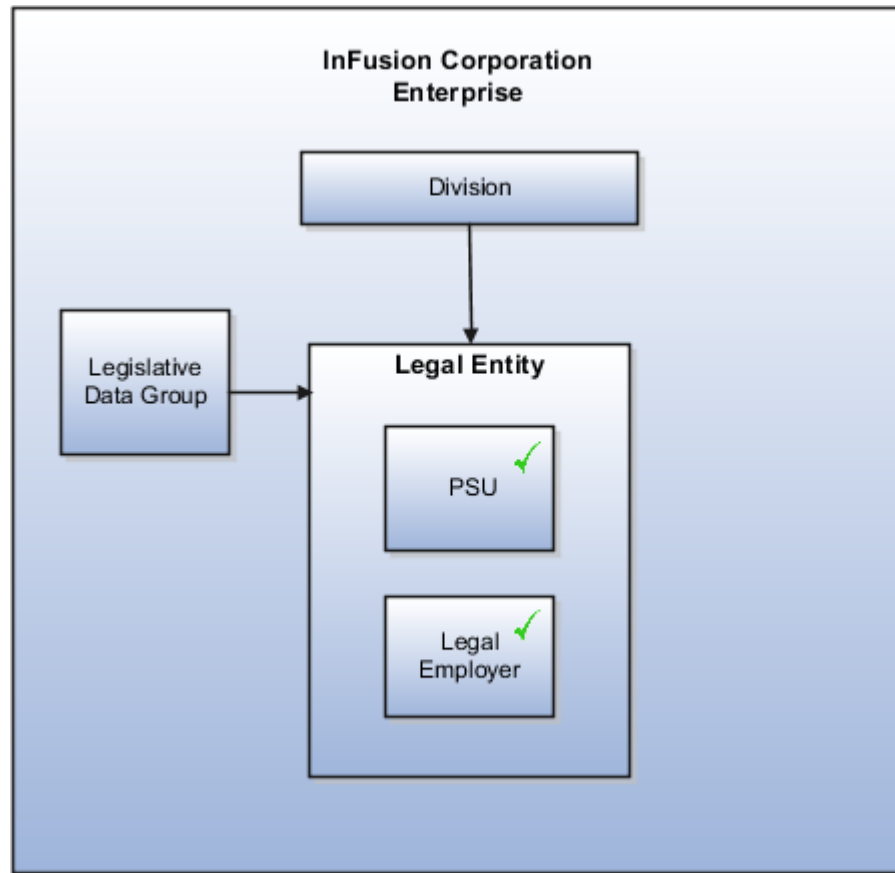 InFusion Corporation
Enterprise
Division
Legislative
Data Group
Legal Entity
PSU
Legal
Employer